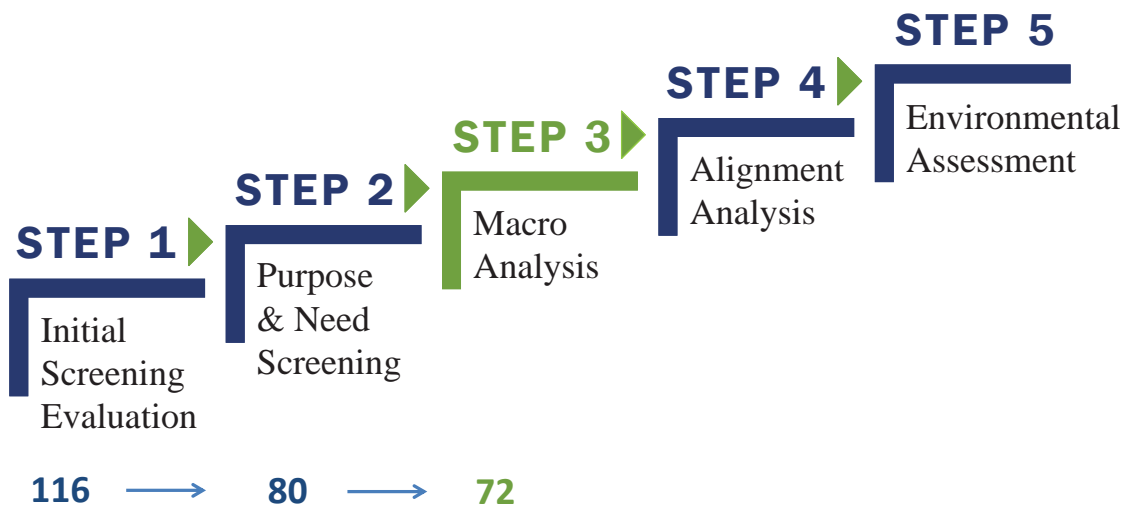 STEP 1
Initial
Screening
Evaluation
STEP 2
Purpose
& Need
Screening
STEP 3
Macro
Analysis
STEP 4
Alignment
Analysis
STEP 5
Environmental
Assessment
116
80
72